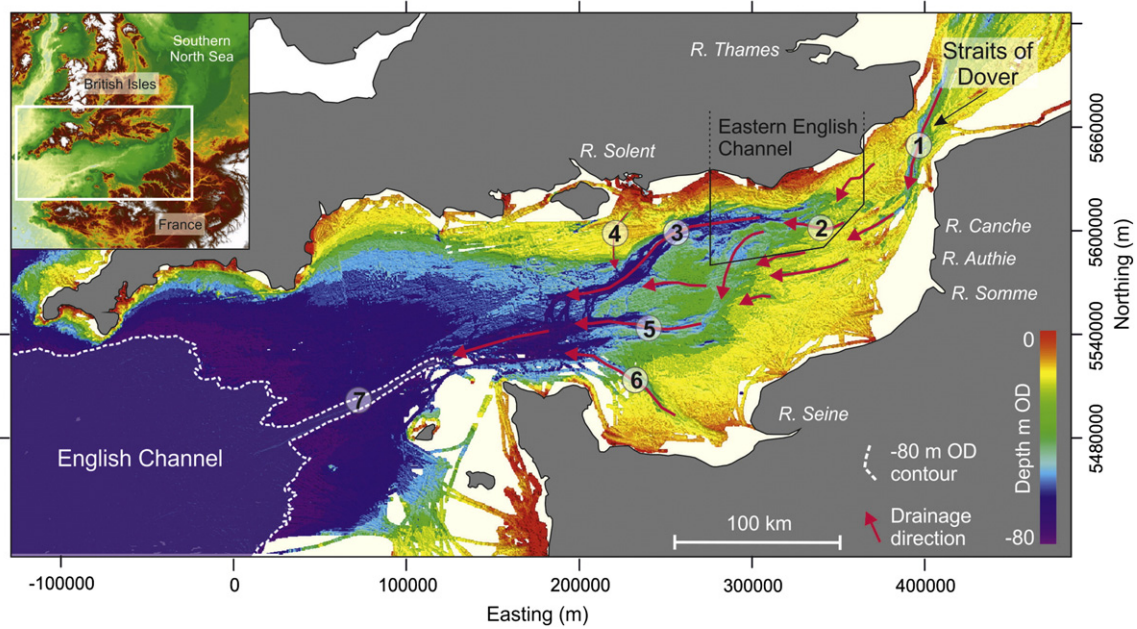 Southern
North Sea
British Isles
France
R. Thames
Straits of
Dover
1
Eastern English
Channel
R. Solent
2
3
4
R. Canche
R. Authie
R. Somme
5
6
R. Seine
7
English Channel
-80 m OD
contour
Drainage
direction
100 km
0
Depth m OD
-80
5660000
5600000
5540000
5480000
Northing (m)
-100000
0
100000
200000
300000
400000
Easting (m)